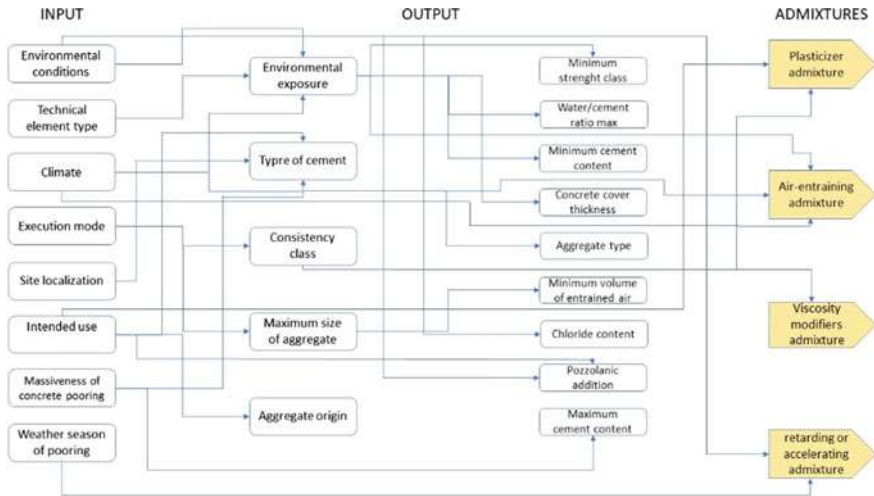 INPUT
OUTPUT
ADMIXTURES
Environmental
conditions
Technical
element type
Climate
Execution mode
Site localization
Intended use
Massiveness of
concrete pooring
Weather season
of pooring
Environmental
exposure
Typre of cement
Consistency
class
Maximum size
of aggregate
Aggregate origin
Minimum
strenght class
Water/cement
ratio max
Minimum cement
content
Concrete cover
thickness
Aggregate type
Minimum volume
of entrained air
Chloride content
Pozzolanic
addition
Maximum
cement content
Plasticizer
admixture
Air-entraining
admixture
Viscosity
modifiers
admixture
retarding or
accelerating
admixture